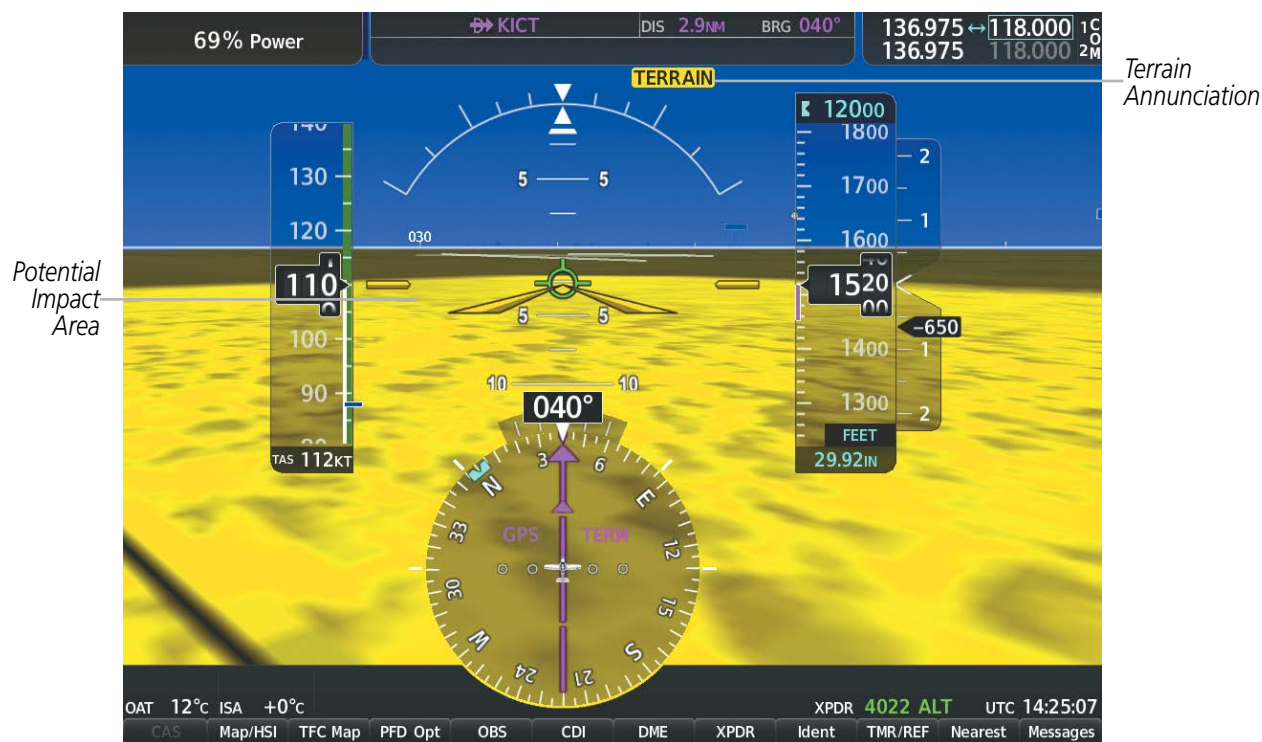 69% Power
KICT
DIS 2.9NM
BRG 040°
136.975 ↔ 118.000 1
136.975 118.000 2
COM
TERRAIN
Terrain
Annunciation
Potential
Impact
Area
140
130
120
110
100
90
80
TAS 112KT
030
5 5
5 5
10 10
12000
1800
1700
1600
1520
40
00
1400
1300
FEET
29.92IN
2
1
-650
1
2
040°
N
3
6
E
12
15
S
21
24
W
30
33
GPS TERM
OAT 12°C ISA +0°C
XPDR 4022 ALT UTC 14:25:07
CAS Map/HSI TFC Map PFD Opt OBS CDI DME XPDR Ident TMR/REF Nearest Messages